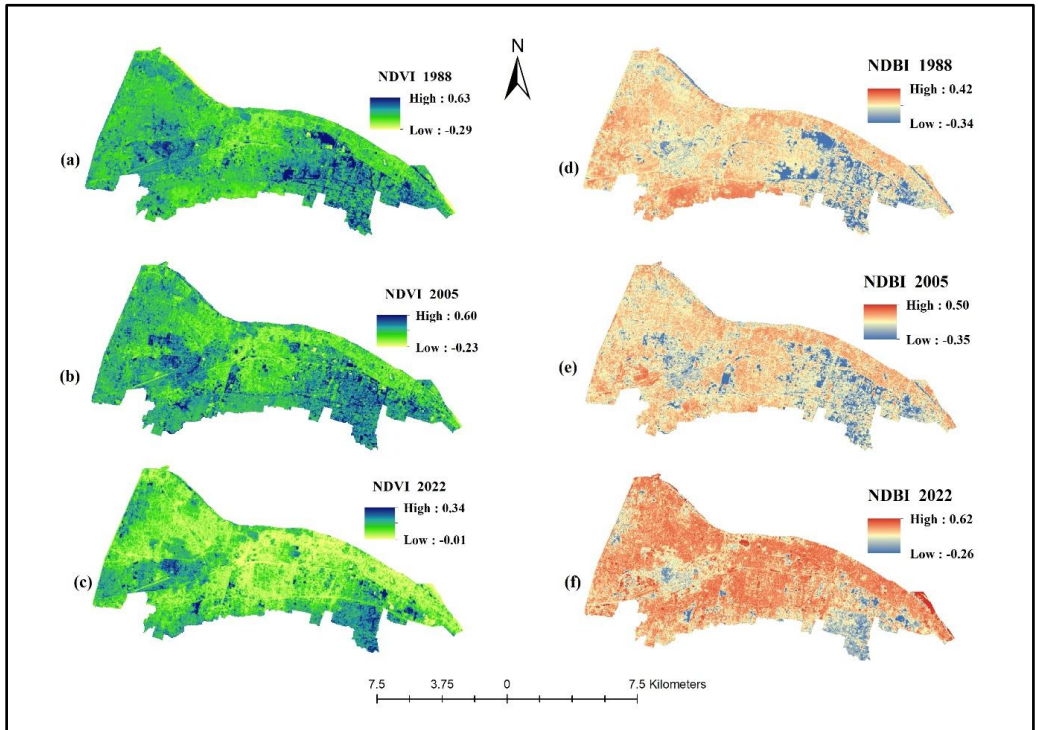 N
NDVI 1988
High : 0.63
Low : -0.29
(a)
NDBI 1988
High : 0.42
Low : -0.34
(d)
NDVI 2005
High : 0.60
Low : -0.23
(b)
NDBI 2005
High : 0.50
Low : -0.35
(e)
NDVI 2022
High : 0.34
Low : -0.01
(c)
NDBI 2022
High : 0.62
Low : -0.26
(f)
7.5 3.75 0 7.5 Kilometers